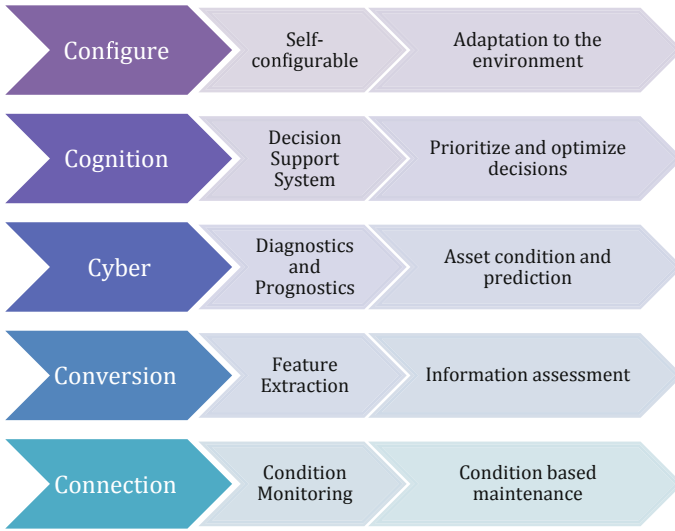 Configure
Self-
configurable
Adaptation to the
environment
Cognition
Decision
Support
System
Prioritize and optimize
decisions
Cyber
Diagnostics
and
Prognostics
Asset condition and
prediction
Conversion
Feature
Extraction
Information assessment
Connection
Condition
Monitoring
Condition based
maintenance